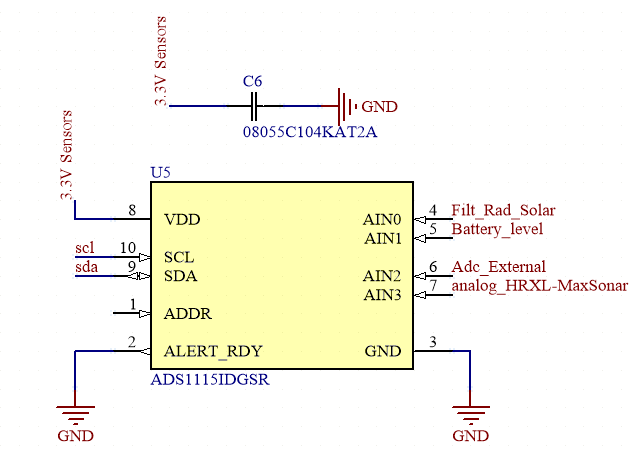 3.3V Sensors
C6
GND
08055C104KAT2A
3.3V Sensors
U5
8 VDD AIN0 4 Filt_Rad_Solar
AIN1 5 Battery_level
scl 10 SCL
sda 9 SDA AIN2 6 Adc_External
AIN3 7 analog_HRXL-MaxSonar
1 ADDR
2 ALERT_RDY GND 3
ADS1115IDGSR
GND GND